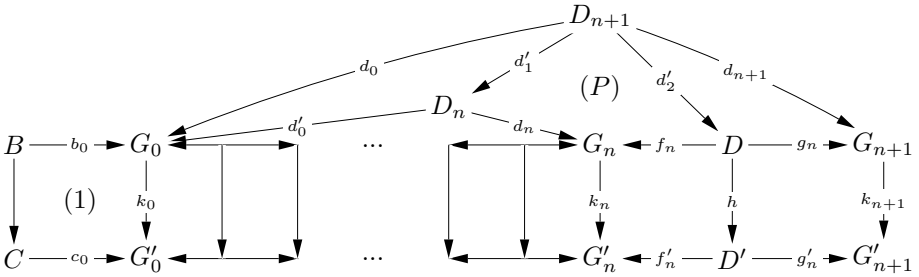 D_{n+1}
d_0 d'_1 (P) d'_2 d_{n+1}
D_n
d'_0 d_n
B b_0 G_0 ... G_n f_n D g_n G_{n+1}
(1) k_0 k_n h k_{n+1}
C c_0 G'_0 ... G'_n f'_n D' g'_n G'_{n+1}